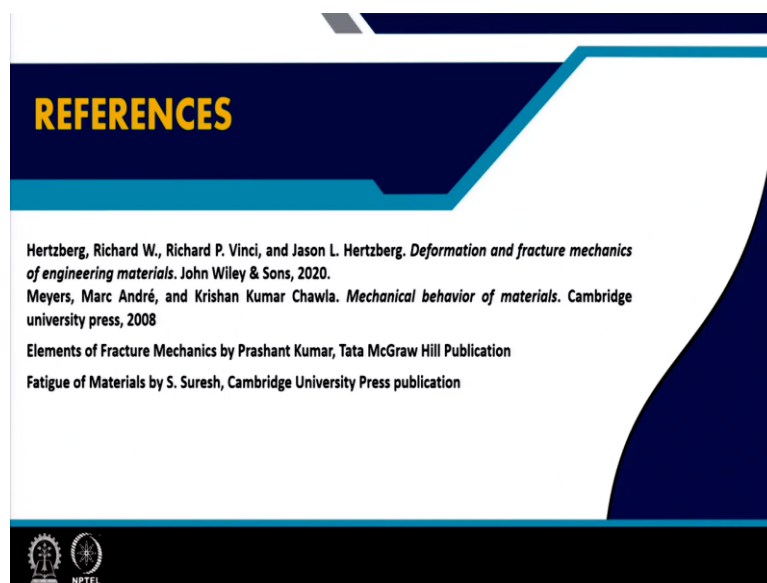 REFERENCES
Hertzberg, Richard W., Richard P. Vinci, and Jason L. Hertzberg. Deformation and fracture mechanics
of engineering materials. John Wiley & Sons, 2020.
Meyers, Marc André, and Krishan Kumar Chawla. Mechanical behavior of materials. Cambridge
university press, 2008
Elements of Fracture Mechanics by Prashant Kumar, Tata McGraw Hill Publication
Fatigue of Materials by S. Suresh, Cambridge University Press publication
NPTEL